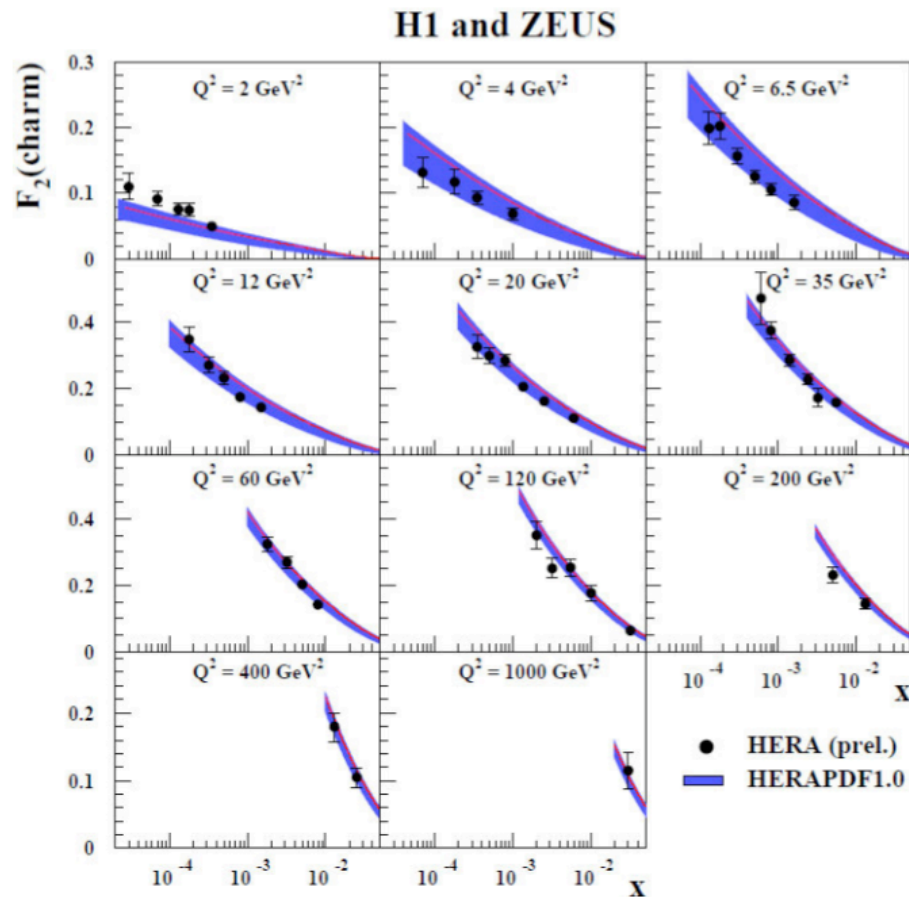 H1 and ZEUS
F₂(charm)
0.3
0.2
0.1
0
Q² = 2 GeV²
Q² = 4 GeV²
Q² = 6.5 GeV²
0.4
0.2
0
Q² = 12 GeV²
Q² = 20 GeV²
Q² = 35 GeV²
0.4
0.2
0
Q² = 60 GeV²
Q² = 120 GeV²
Q² = 200 GeV²
10⁻⁴ 10⁻³ 10⁻² X
0.2
0.1
0
Q² = 400 GeV²
Q² = 1000 GeV²
HERA (prel.)
HERAPDF1.0
10⁻⁴ 10⁻³ 10⁻² 10⁻⁴ 10⁻³ 10⁻² X